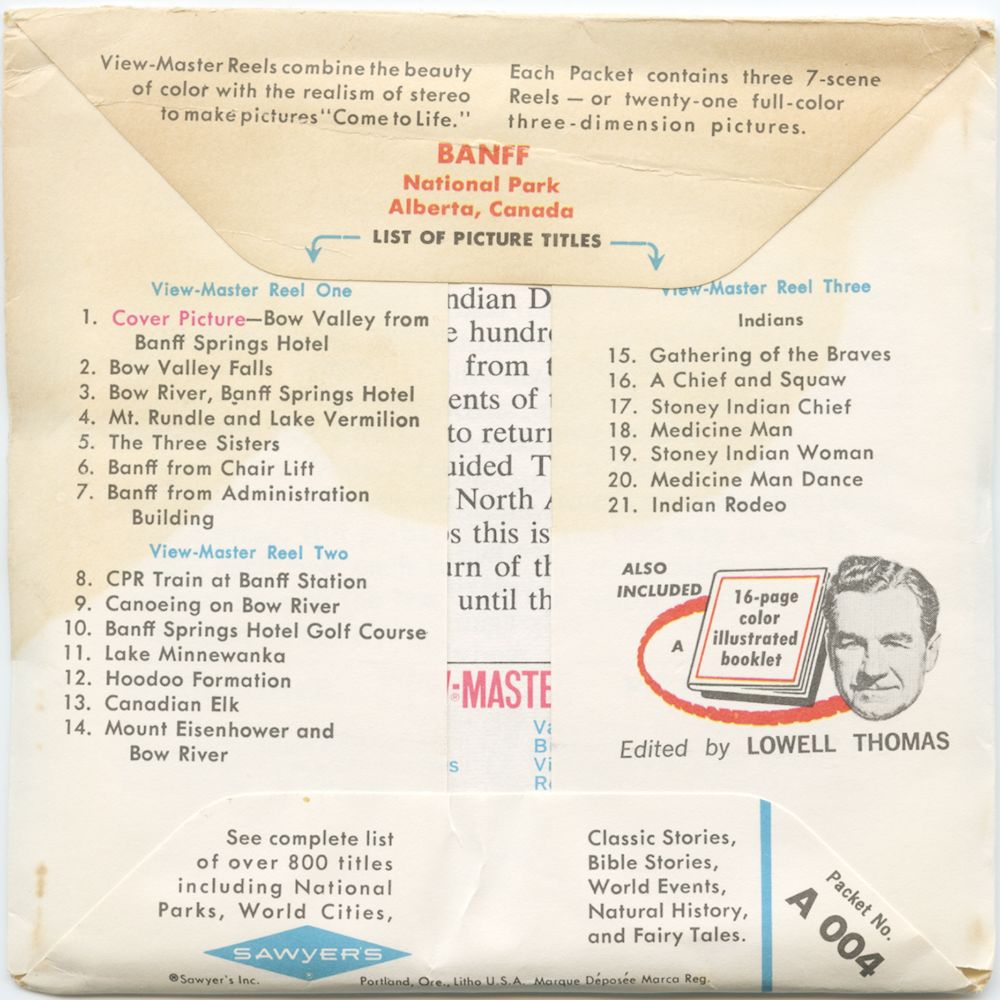 View-Master Reels combine the beauty
of color with the realism of stereo
to make pictures "Come to Life."
Each Packet contains three 7-scene
Reels — or twenty-one full-color
three-dimension pictures.
BANFF
National Park
Alberta, Canada
LIST OF PICTURE TITLES
View-Master Reel One
1. Cover Picture—Bow Valley from
Banff Springs Hotel
2. Bow Valley Falls
3. Bow River, Banff Springs Hotel
4. Mt. Rundle and Lake Vermilion
5. The Three Sisters
6. Banff from Chair Lift
7. Banff from Administration
Building
View-Master Reel Two
8. CPR Train at Banff Station
9. Canoeing on Bow River
10. Banff Springs Hotel Golf Course
11. Lake Minnewanka
12. Hoodoo Formation
13. Canadian Elk
14. Mount Eisenhower and
Bow River
ndian D
e hundr
from t
ents of
to retur
uided T
North A
s this is
urn of th
until th
-MASTE
Va
B
s Vi
R
View-Master Reel Three
Indians
15. Gathering of the Braves
16. A Chief and Squaw
17. Stoney Indian Chief
18. Medicine Man
19. Stoney Indian Woman
20. Medicine Man Dance
21. Indian Rodeo
ALSO
INCLUDED
A
16-page
color
illustrated
booklet
Edited by LOWELL THOMAS
See complete list
of over 800 titles
including National
Parks, World Cities,
Classic Stories,
Bible Stories,
World Events,
Natural History,
and Fairy Tales.
Packet No.
A 004
SAWYER'S
®Sawyer's Inc. Portland, Ore., Litho U.S.A. Marque Déposée Marca Reg.